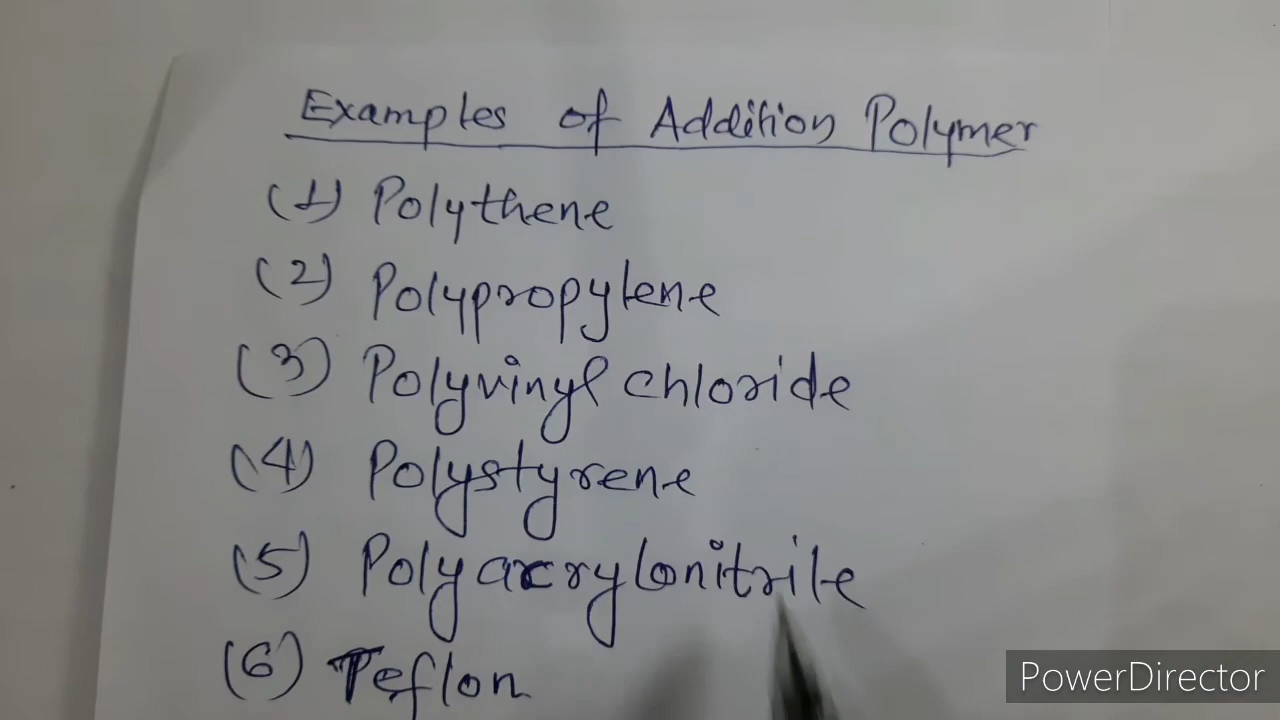 Examples of Addition Polymer
(1) Polythene
(2) Polypropylene
(3) Polyvinyl chloride
(4) Polystyrene
(5) Polyacrylonitrile
(6) Teflon
PowerDirector